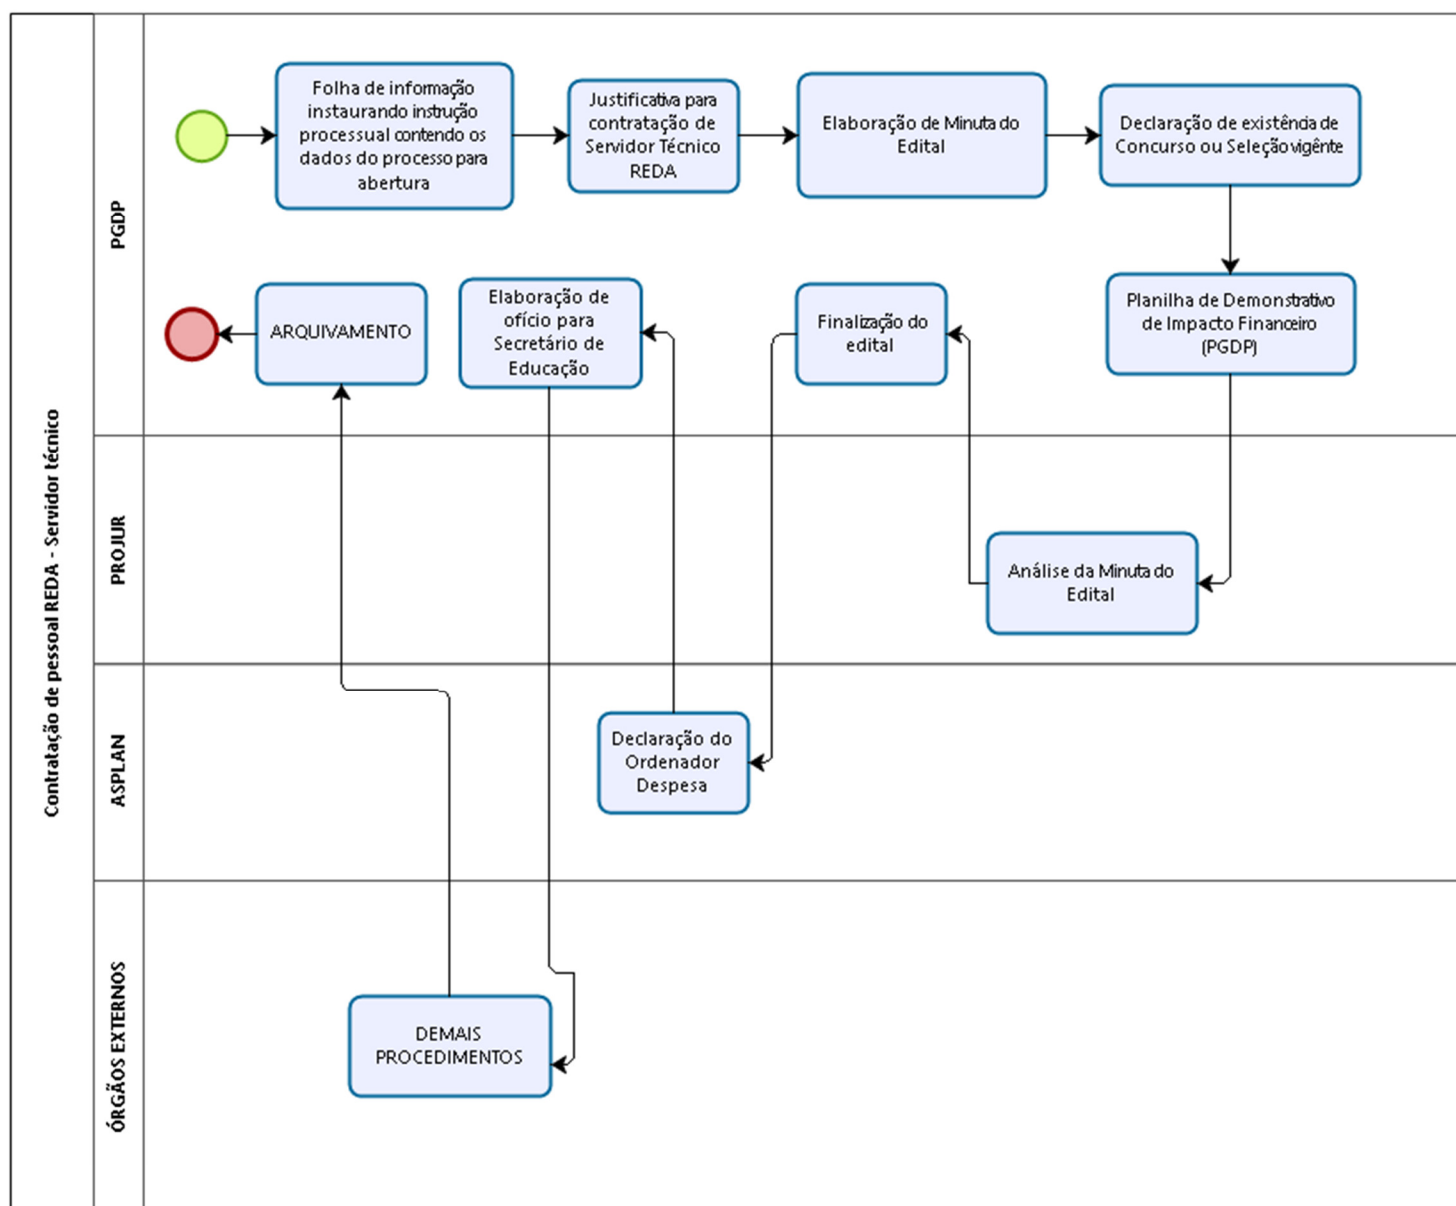 Contratação de pessoal REDA - Servidor técnico
PGDP
Folha de informação
instaurando instrução
processual contendo os
dados do processo para
abertura
Justificativa para
contratação de
Servidor Técnico
REDA
Elaboração de Minuta do
Edital
Declaração de existência de
Concurso ou Seleção vigênte
ARQUIVAMENTO
Elaboração de
ofício para
Secretário de
Educação
Finalização do
edital
Planilha de Demonstrativo
de Impacto Financeiro
(PGDP)
PROJUR
Análise da Minuta do
Edital
ASPLAN
Declaração do
Ordenador
Despesa
ÓRGÃOS EXTERNOS
DEMAIS
PROCEDIMENTOS